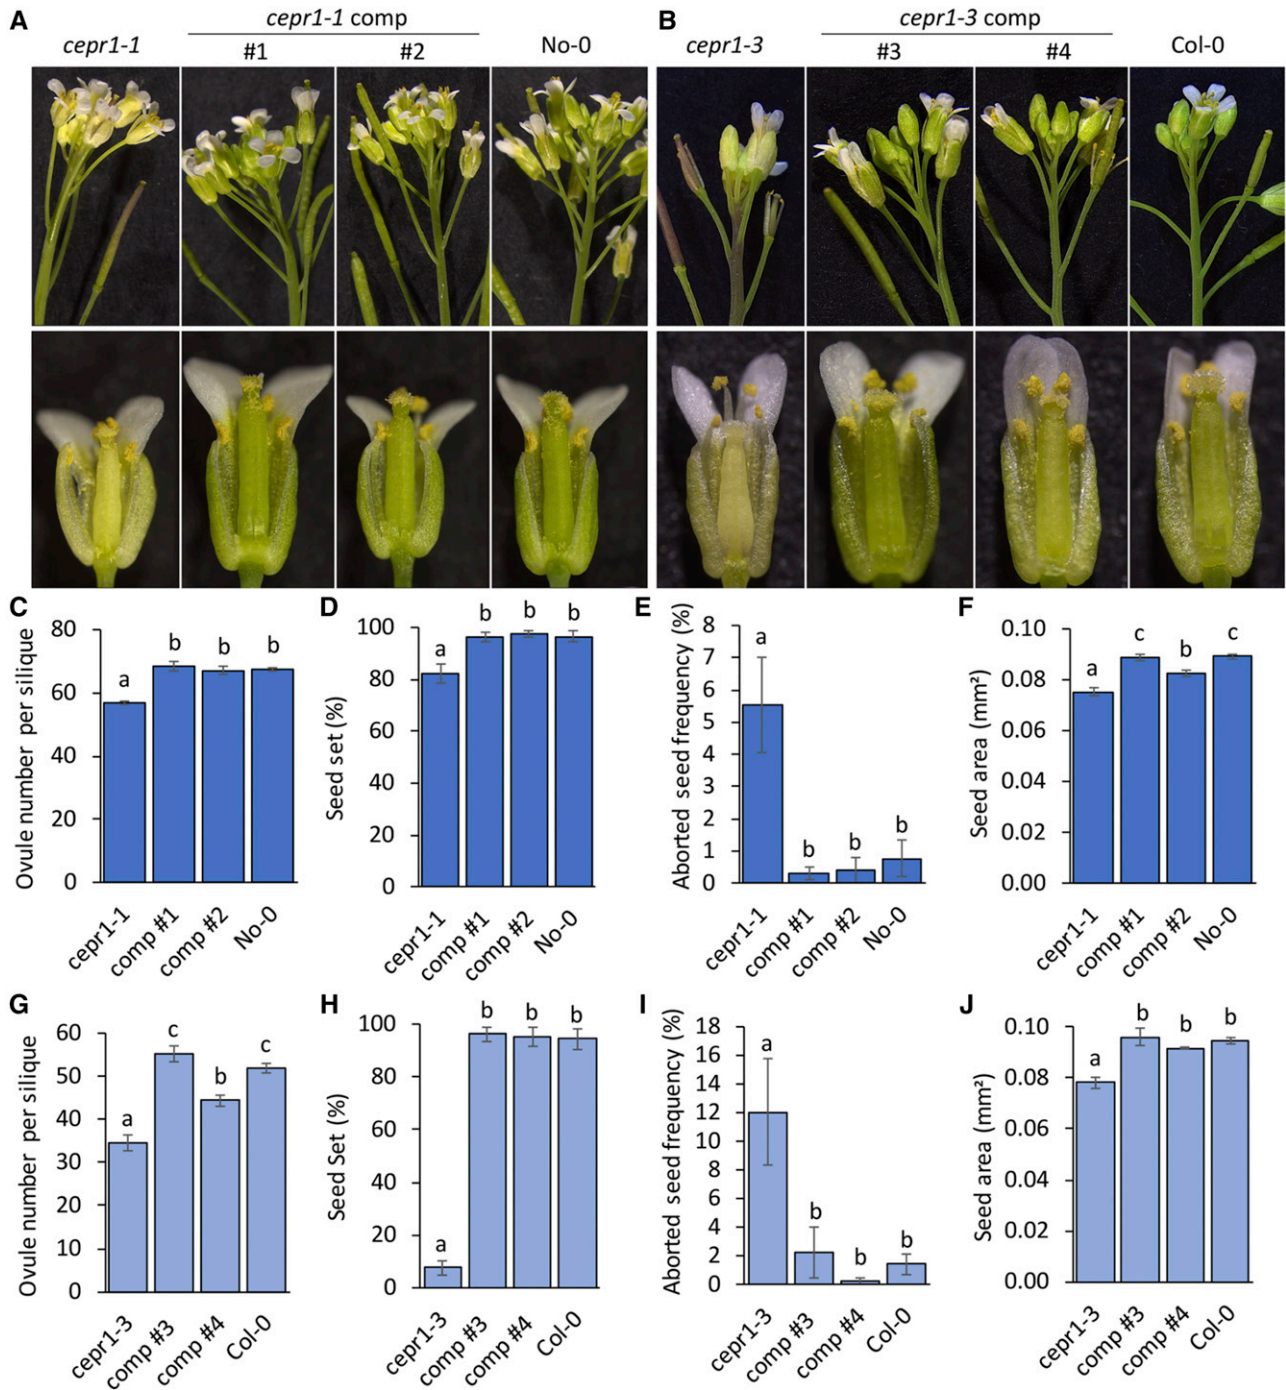 A
cepr1-1
cepr1-1 comp
#1
#2
No-0
B
cepr1-3
cepr1-3 comp
#3
#4
Col-0
C
Ovule number per silique
80
60
40
20
0
a
b
b
b
cepr1-1
comp #1
comp #2
No-0
D
Seed set (%)
100
80
60
40
20
0
a
b
b
b
cepr1-1
comp #1
comp #2
No-0
E
Aborted seed frequency (%)
8
7
6
5
4
3
2
1
0
a
b
b
b
cepr1-1
comp #1
comp #2
No-0
F
Seed area (mm²)
0.10
0.08
0.06
0.04
0.02
0.00
a
c
b
c
cepr1-1
comp #1
comp #2
No-0
G
Ovule number per silique
60
50
40
30
20
10
0
a
c
b
c
cepr1-3
comp #3
comp #4
Col-0
H
Seed Set (%)
100
80
60
40
20
0
a
b
b
b
cepr1-3
comp #3
comp #4
Col-0
I
Aborted seed frequency (%)
18
16
14
12
10
8
6
4
2
0
a
b
b
b
cepr1-3
comp #3
comp #4
Col-0
J
Seed area (mm²)
0.10
0.08
0.06
0.04
0.02
0.00
a
b
b
b
cepr1-3
comp #3
comp #4
Col-0